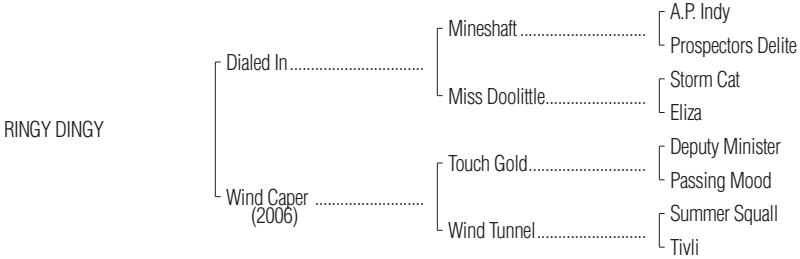 A.P. Indy
Mineshaft
Prospectors Delite
Dialed In
Storm Cat
Miss Doolittle
Eliza
RINGY DINGY
Deputy Minister
Touch Gold
Passing Mood
Wind Caper
(2006)
Summer Squall
Wind Tunnel
Tivli